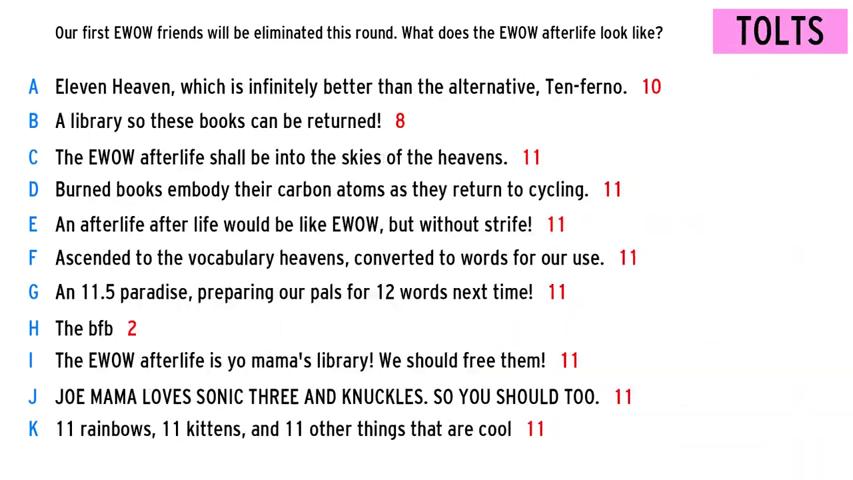 Our first EWOW friends will be eliminated this round. What does the EWOW afterlife look like?
TOLTS
A Eleven Heaven, which is infinitely better than the alternative, Ten-ferno. 10
B A library so these books can be returned! 8
C The EWOW afterlife shall be into the skies of the heavens. 11
D Burned books embody their carbon atoms as they return to cycling. 11
E An afterlife after life would be like EWOW, but without strife! 11
F Ascended to the vocabulary heavens, converted to words for our use. 11
G An 11.5 paradise, preparing our pals for 12 words next time! 11
H The bfb 2
I The EWOW afterlife is yo mama's library! We should free them! 11
J JOE MAMA LOVES SONIC THREE AND KNUCKLES. SO YOU SHOULD TOO. 11
K 11 rainbows, 11 kittens, and 11 other things that are cool 11